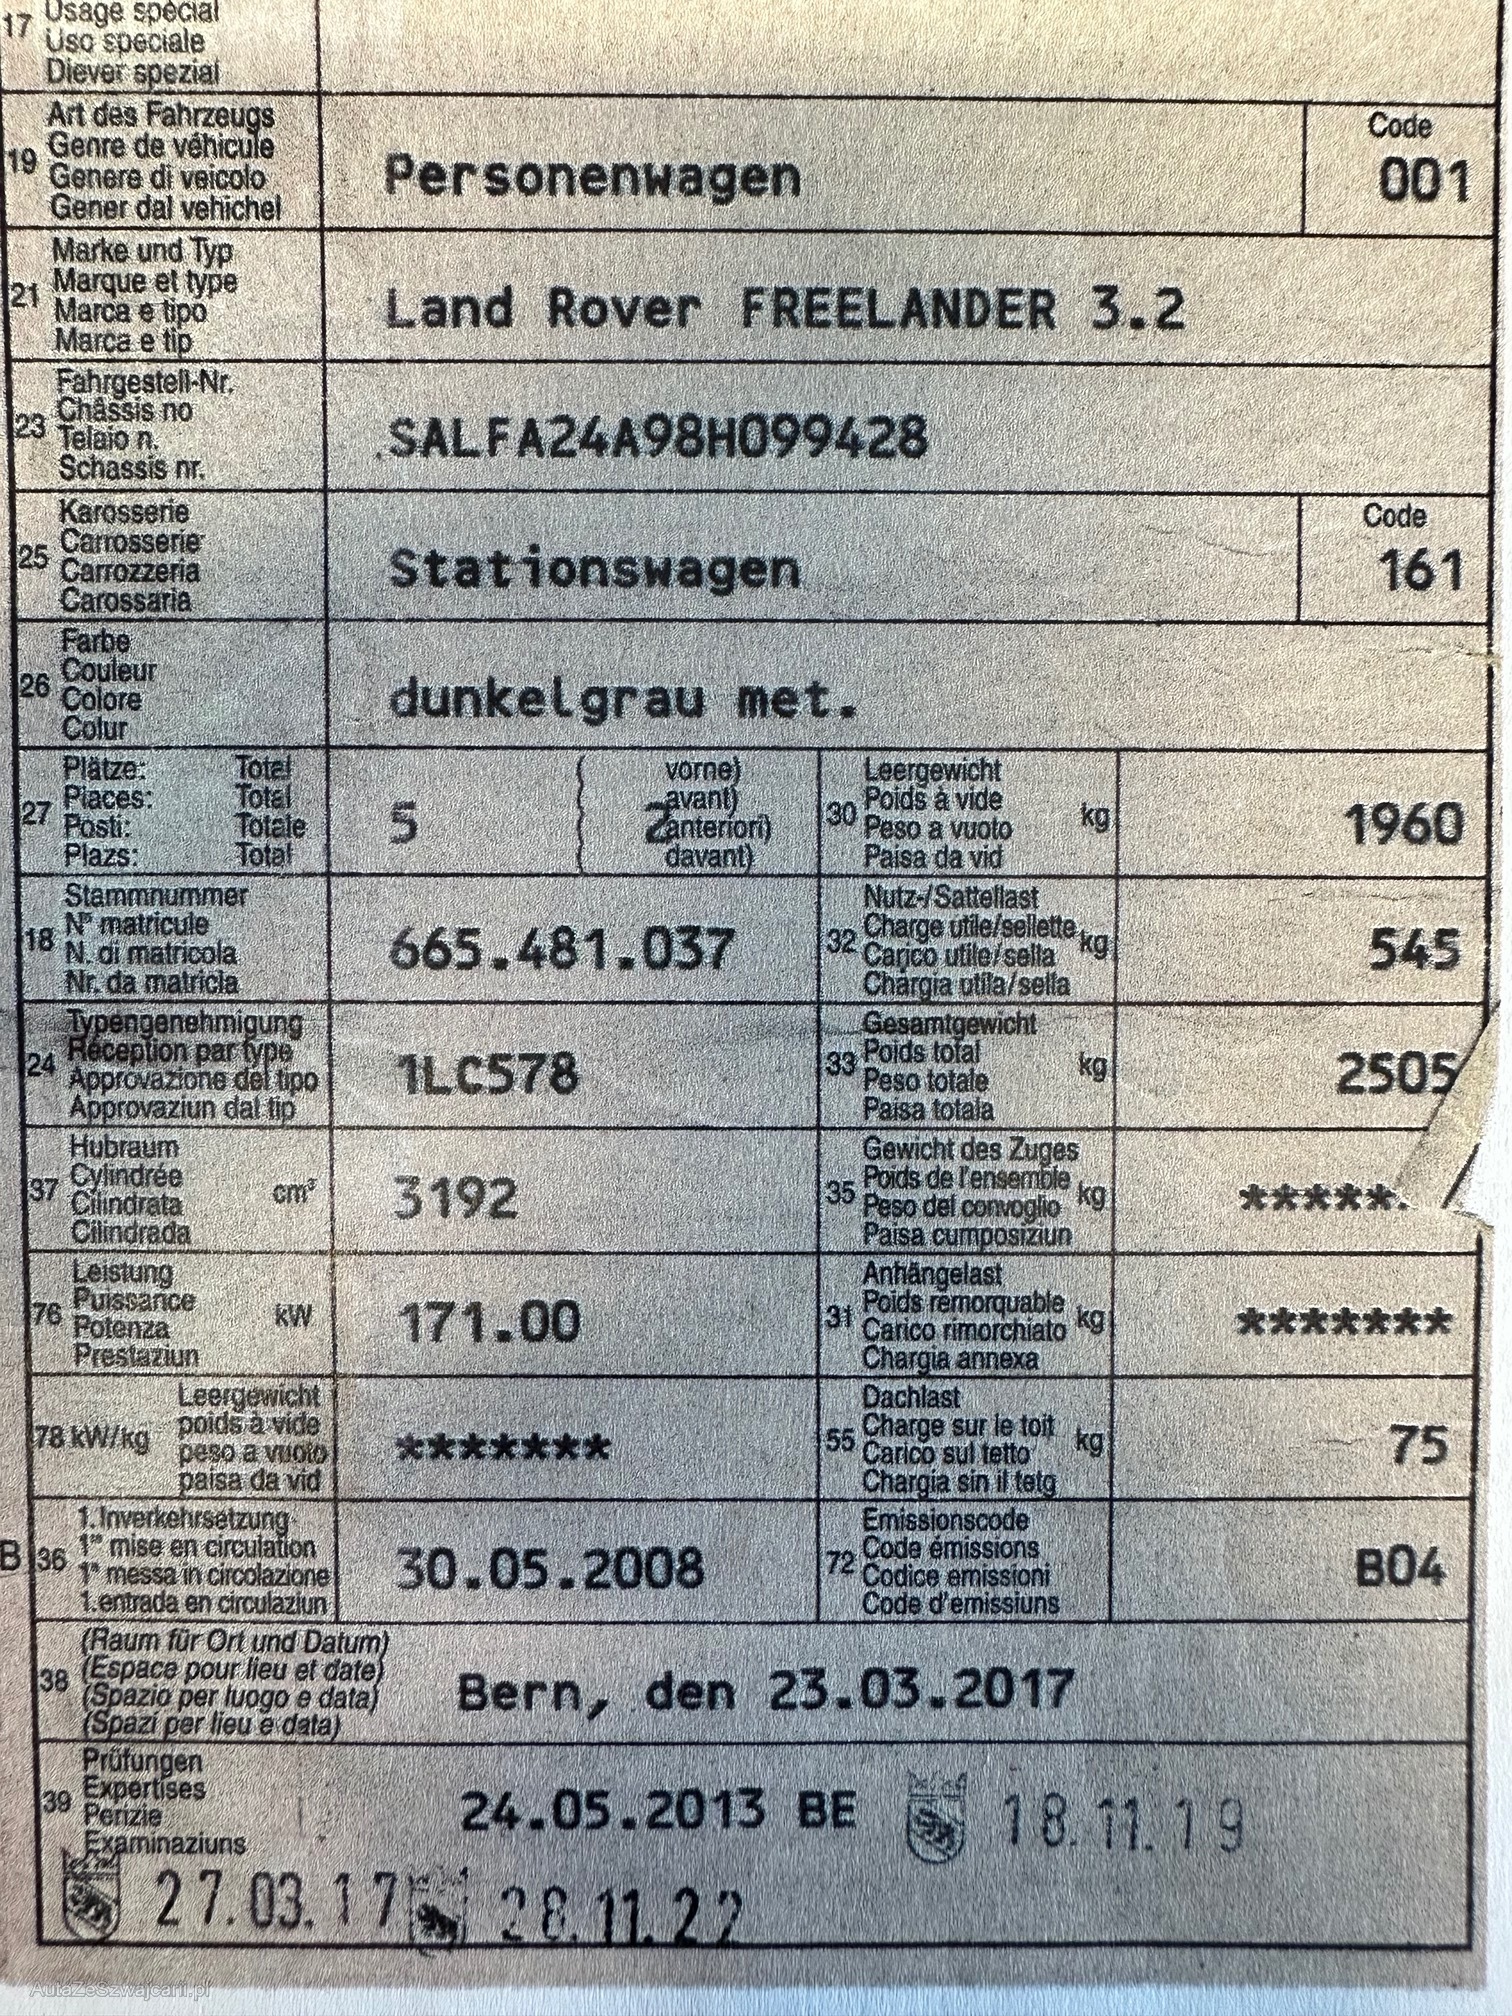 17 Usage spécial
Uso speciale
Diever spezial
19 Art des Fahrzeugs
Genre de véhicule
Genere di veicolo
Gener dal vehichel
Personenwagen
Code
001
21 Marke und Typ
Marque et type
Marca e tipo
Marca e tip
Land Rover FREELANDER 3.2
23 Fahrgestell-Nr.
Châssis no
Telaio n.
Schassis nr.
SALFA24A98H099428
25 Karosserie
Carrosserie
Carrozzeria
Carossaria
Stationswagen
Code
161
26 Farbe
Couleur
Colore
Colur
dunkelgrau met.
27 Plätze: Total
Places: Total
Posti: Totale
Plazs: Total
5
2
( vorne)
( avant)
( anteriori)
( davant)
30 Leergewicht
Poids à vide
Peso a vuoto
Paisa da vid
kg
1960
18 Stammnummer
No matricule
N. di matricola
Nr. da matricla
665.481.037
32 Nutz-/Sattellast
Charge utile/sellette
Carico utile/sella
Chargia utila/sella
kg
545
24 Typengenehmigung
Réception par type
Approvazione del tipo
Approvaziun dal tip
1LC578
33 Gesamtgewicht
Poids total
Peso totale
Paisa totala
kg
2505
37 Hubraum
Cylindrée
Cilindrata
Cilindrada
cm³
3192
35 Gewicht des Zuges
Poids de l'ensemble
Peso del convoglio
Paisa cumposiziun
kg
*****
76 Leistung
Puissance
Potenza
Prestaziun
kW
171.00
31 Anhängelast
Poids remorquable
Carico rimorchiato
Chargia annexa
kg
*******
78 kW/kg
Leergewicht
poids à vide
peso a vuoto
paisa da vid
*******
55 Dachlast
Charge sur le toit
Carico sul tetto
Chargia sin il tetg
kg
75
B 36 1. Inverkehrsetzung
1re mise en circulation
1a messa in circolazione
1. entrada en circulaziun
30.05.2008
72 Emissionscode
Code émissions
Codice emissioni
Code d'emissiuns
B04
38 (Raum für Ort und Datum)
(Espace pour lieu et date)
(Spazio per luogo e data)
(Spazi per lieu e data)
Bern, den 23.03.2017
39 Prüfungen
Expertises
Perizie
Examinaziuns
24.05.2013 BE
18.11.19
27.03.17
28.11.22
AutaZeSzwajcarii.pl